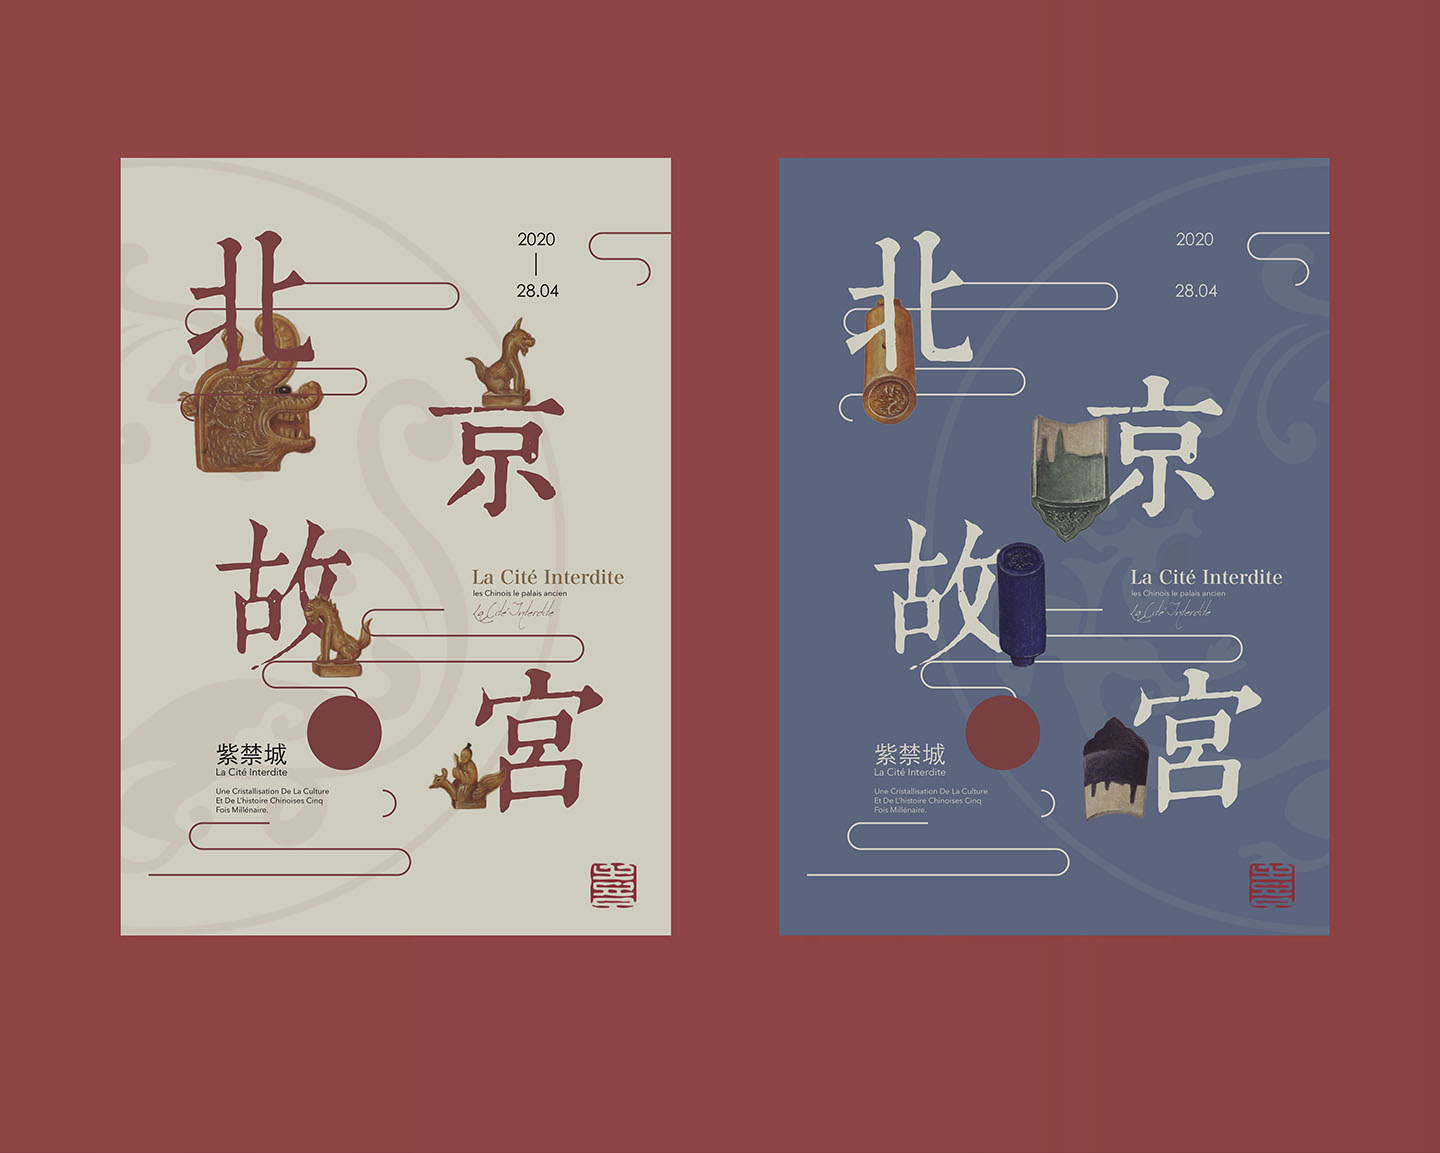 北
京
故
宮
2020
28.04
La Cité Interdite
les Chinois le palais ancien
La Cité Interdite
紫禁城
La Cité Interdite
Une Cristallisation De La Culture
Et De L'histoire Chinoises Cinq
Fois Millénaire.
北
京
故
宮
2020
28.04
La Cité Interdite
les Chinois le palais ancien
La Cité Interdite
紫禁城
La Cité Interdite
Une Cristallisation De La Culture
Et De L'histoire Chinoises Cinq
Fois Millénaire.